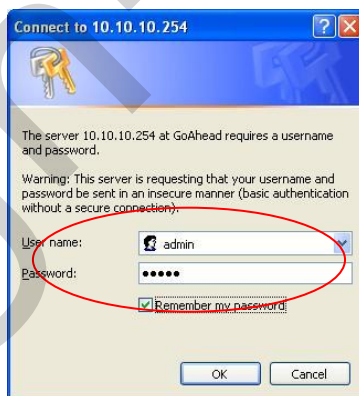 Connect to 10.10.10.254
The server 10.10.10.254 at GoAhead requires a username
and password.
Warning: This server is requesting that your username and
password be sent in an insecure manner (basic authentication
without a secure connection).
User name:
admin
Password:
•••••
Remember my password
OK
Cancel